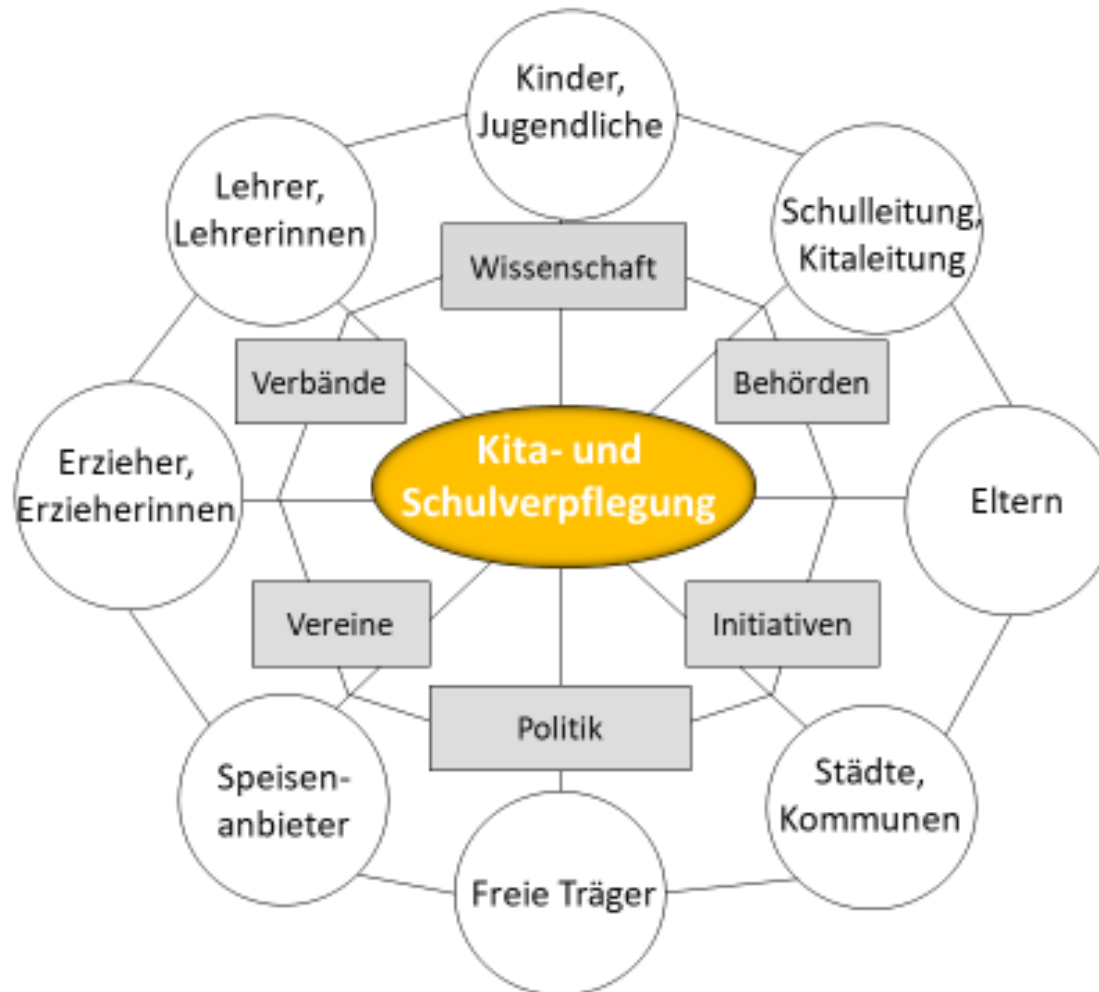 Kinder,
Jugendliche
Lehrer,
Lehrerinnen
Schulleitung,
Kitaleitung
Wissenschaft
Verbände
Behörden
Kita- und
Schulverpflegung
Erzieher,
Erzieherinnen
Eltern
Vereine
Initiativen
Politik
Speisen-
anbieter
Städte,
Kommunen
Freie Träger